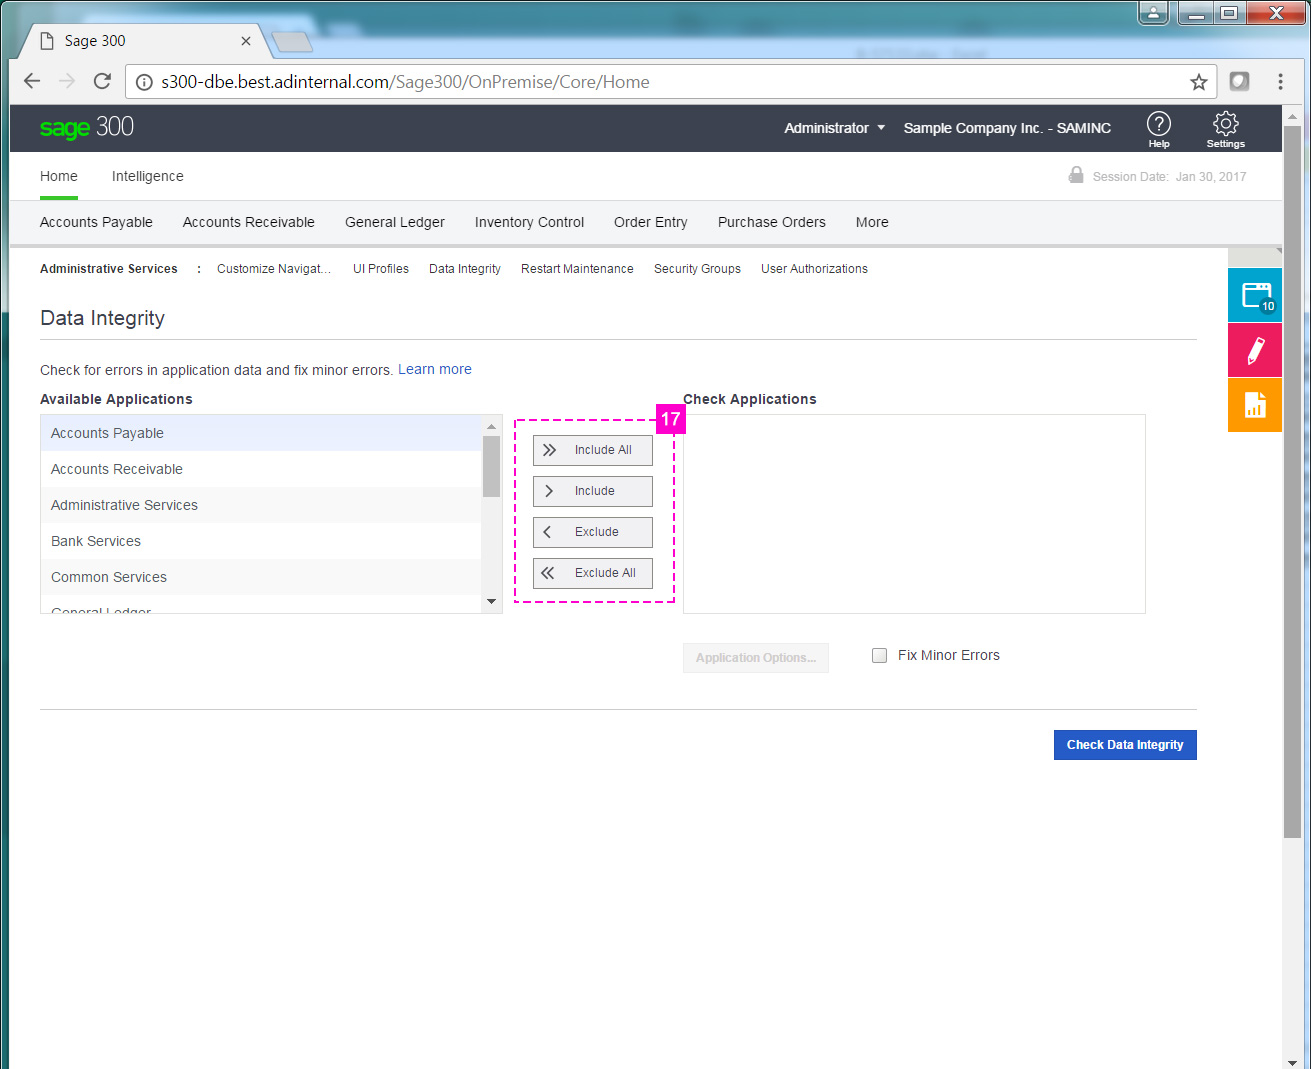 Sage 300
s300-dbe.best.adinternal.com/Sage300/OnPremise/Core/Home
sage 300
Administrator
Sample Company Inc. - SAMINC
Help
Settings
Home
Intelligence
Session Date: Jan 30, 2017
Accounts Payable
Accounts Receivable
General Ledger
Inventory Control
Order Entry
Purchase Orders
More
Administrative Services :
Customize Navigat...
UI Profiles
Data Integrity
Restart Maintenance
Security Groups
User Authorizations
10
Data Integrity
Check for errors in application data and fix minor errors. Learn more
Available Applications
Check Applications
17
Accounts Payable
Accounts Receivable
Administrative Services
Bank Services
Common Services
General Ledger
Include All
Include
Exclude
Exclude All
Application Options...
Fix Minor Errors
Check Data Integrity